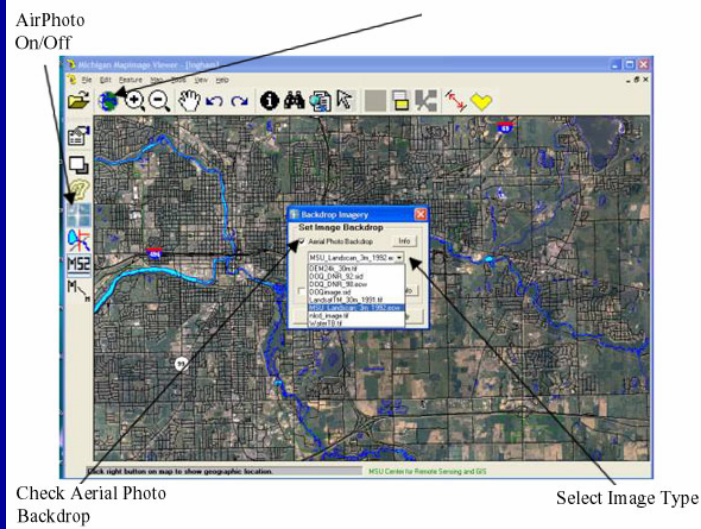 AirPhoto
On/Off
Michigan MapImage Viewer - [Ingham]
File Edit Feature Map Tools View Help
MS2
Backdrop Imagery
Set Image Backdrop
Aerial Photo Backdrop Info
MSU_Landscan_3m_1992.e
DEM24k_30m.tif
DOQ_DNR_92.sid
DOQ_DNR_98.ecw
DOQimage.sid
LandsatTM_30m_1991.tif
MSU_Landscan_3m_1992.ecw
nlcd_image.tif
Click right button on map to show geographic location. MSU Center for Remote Sensing and GIS
Check Aerial Photo
Backdrop
Select Image Type